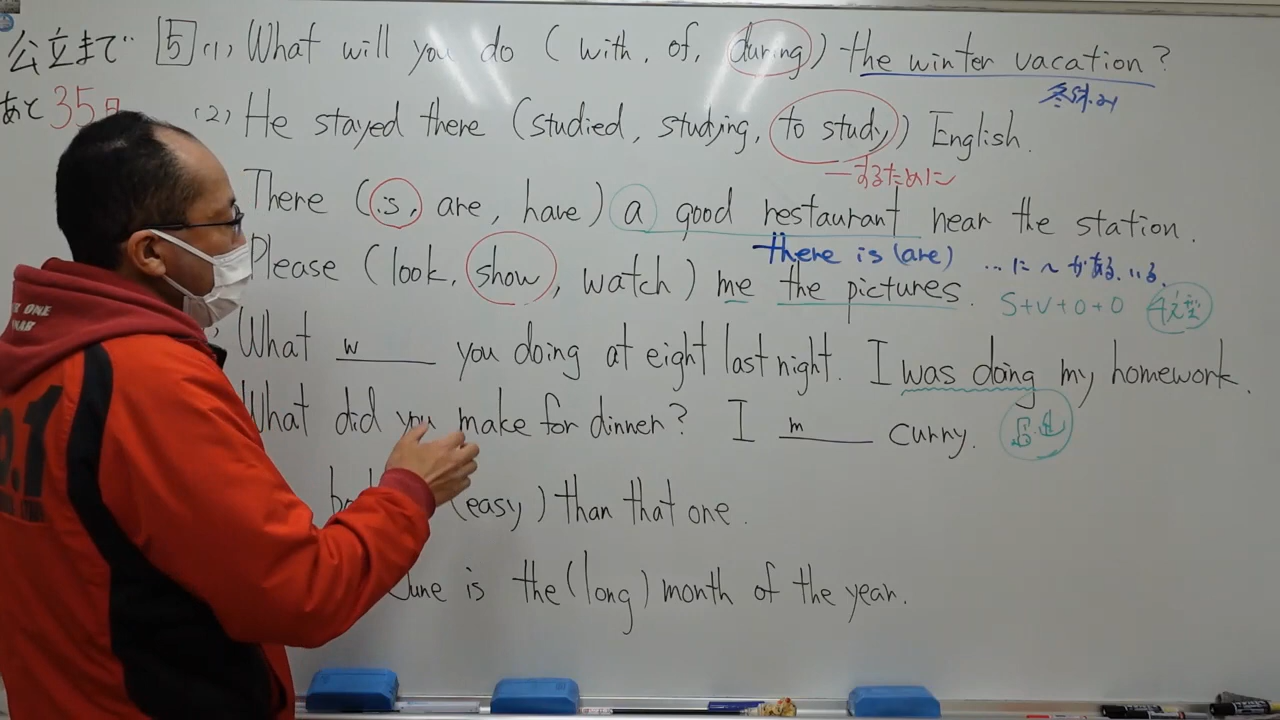 公立まで 5 (1) What will you do (with, of, during) the winter vacation?
冬休み
あと35日
(2) He stayed there (studied, studying, to study) English.
―するために
There (is, are, have) a good restaurant near the station.
there is (are) …に～がある、いる。
Please (look, show, watch) me the pictures.
S+V+O+O 4文型
What w you doing at eight last night. I was doing my homework.
What did you make for dinner? I m curry.
過・進
(easy) than that one.
June is the (long) month of the year.